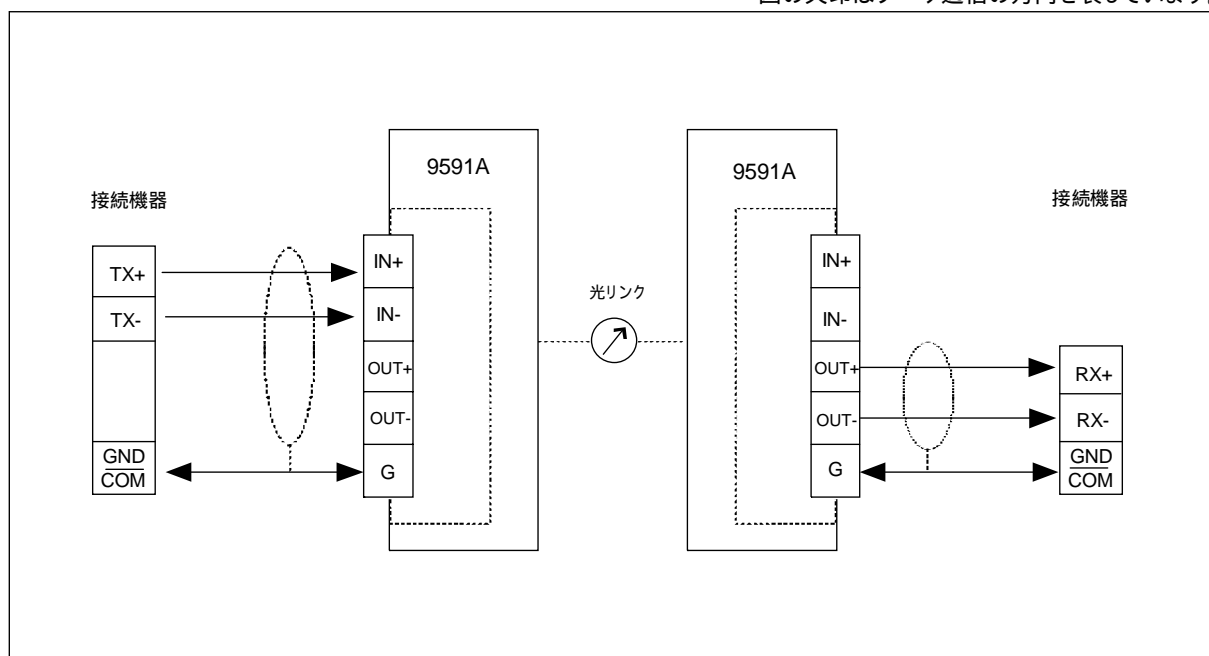 9591A
9591A
接続機器
接続機器
TX+
TX-
GND
COM
IN+
IN-
OUT+
OUT-
G
光リンク
IN+
IN-
OUT+
OUT-
G
RX+
RX-
GND
COM